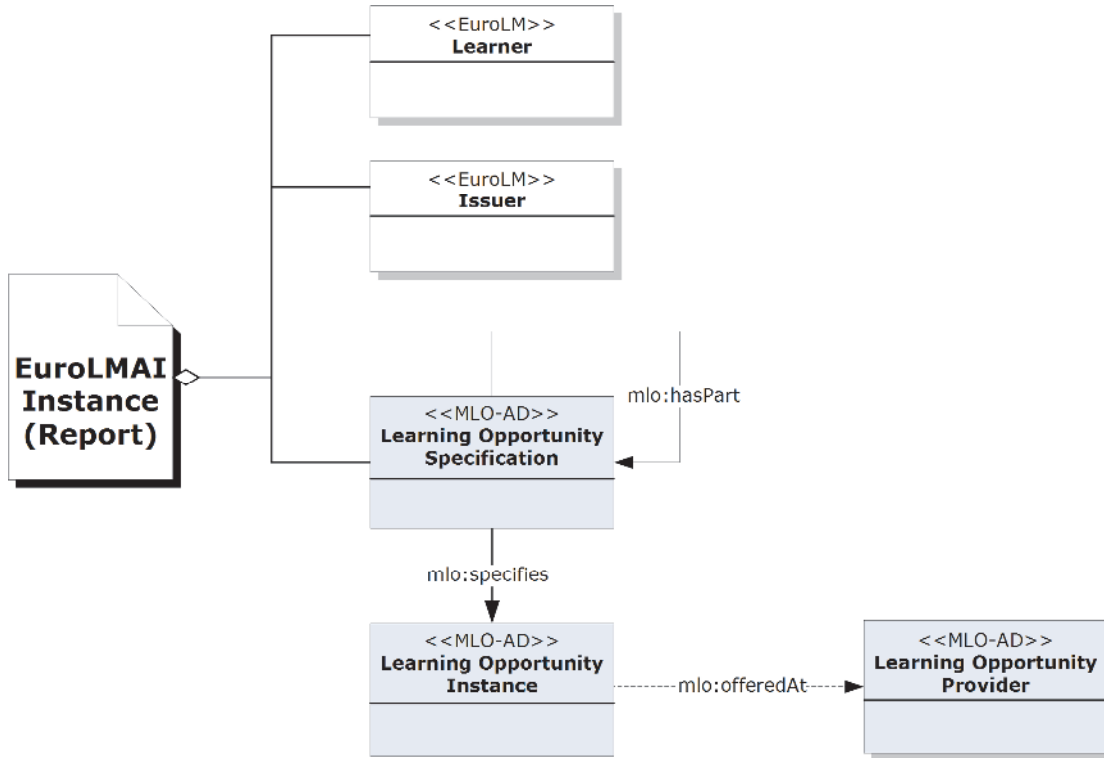 <<EuroLM>>
Learner
<<EuroLM>>
Issuer
EuroLMAI
Instance
(Report)
mlo:hasPart
<<MLO-AD>>
Learning Opportunity
Specification
mlo:specifies
<<MLO-AD>>
Learning Opportunity
Instance
mlo:offeredAt
<<MLO-AD>>
Learning Opportunity
Provider